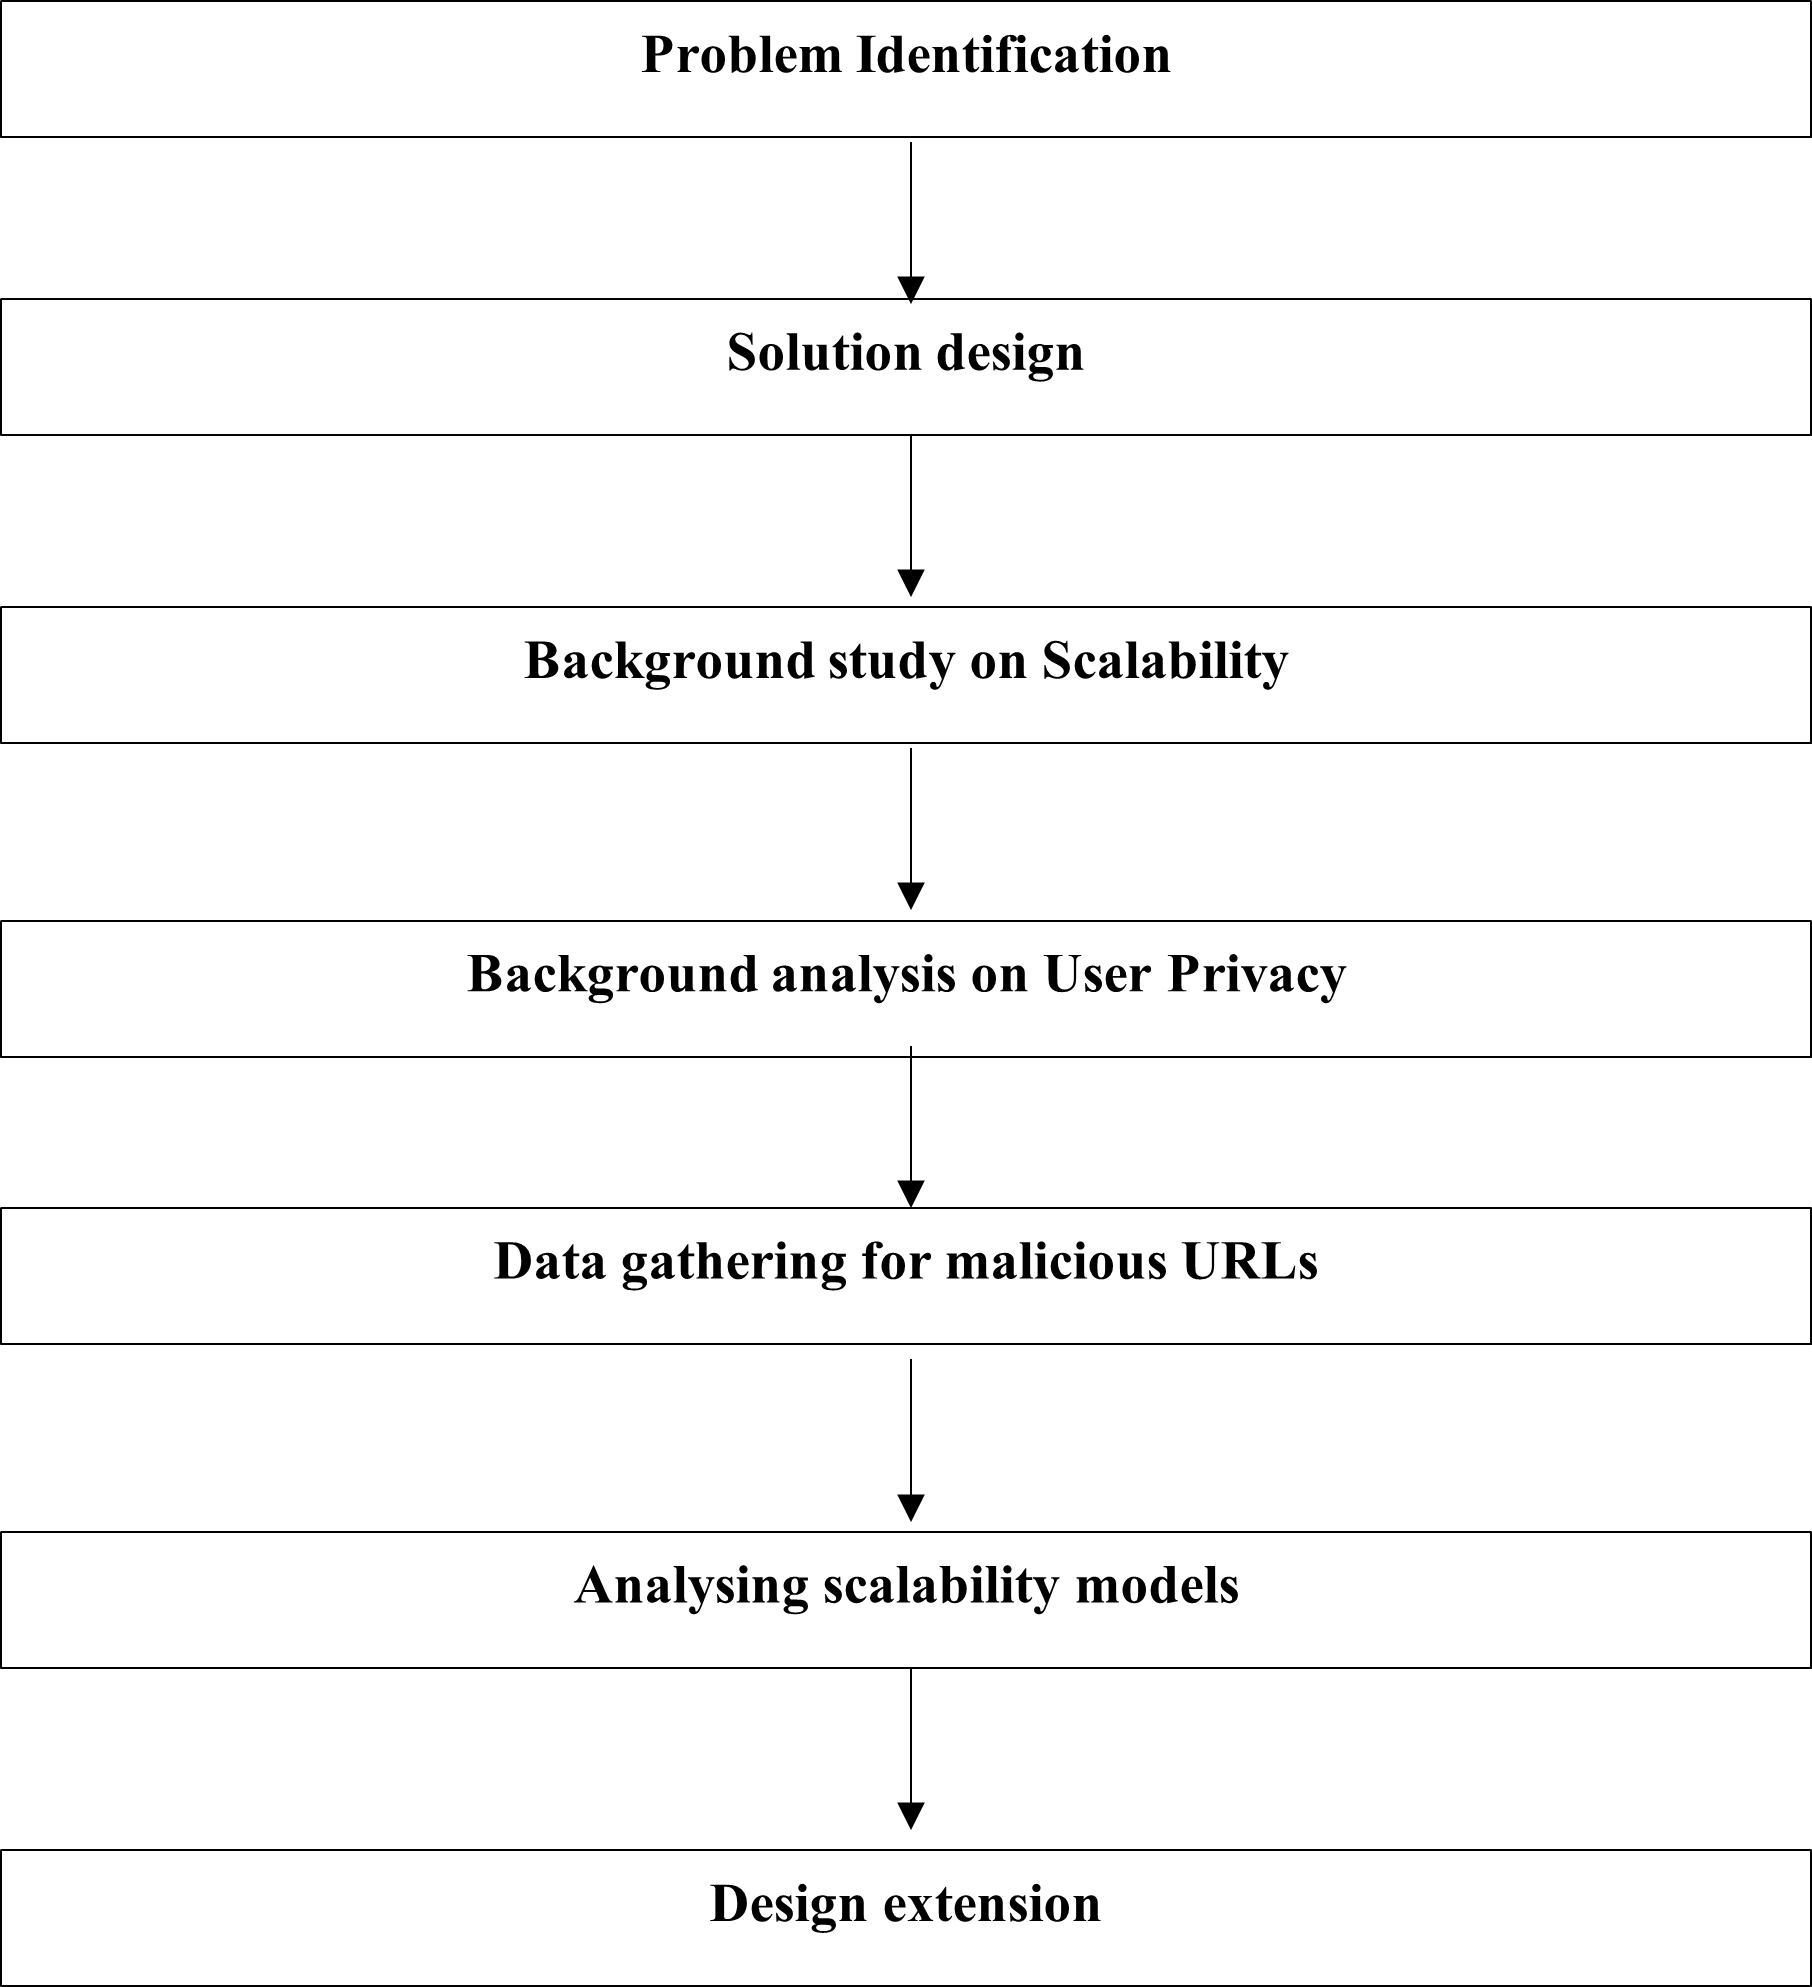 Problem Identification
Solution design
Background study on Scalability
Background analysis on User Privacy
Data gathering for malicious URLs
Analysing scalability models
Design extension